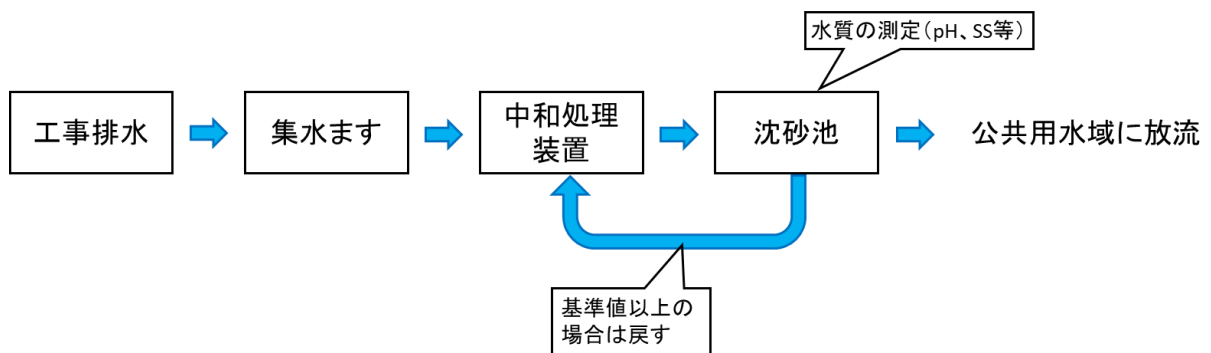 水質の測定（pH、SS等）
工事排水
集水ます
中和処理
装置
沈砂池
公共用水域に放流
基準値以上の
場合は戻す